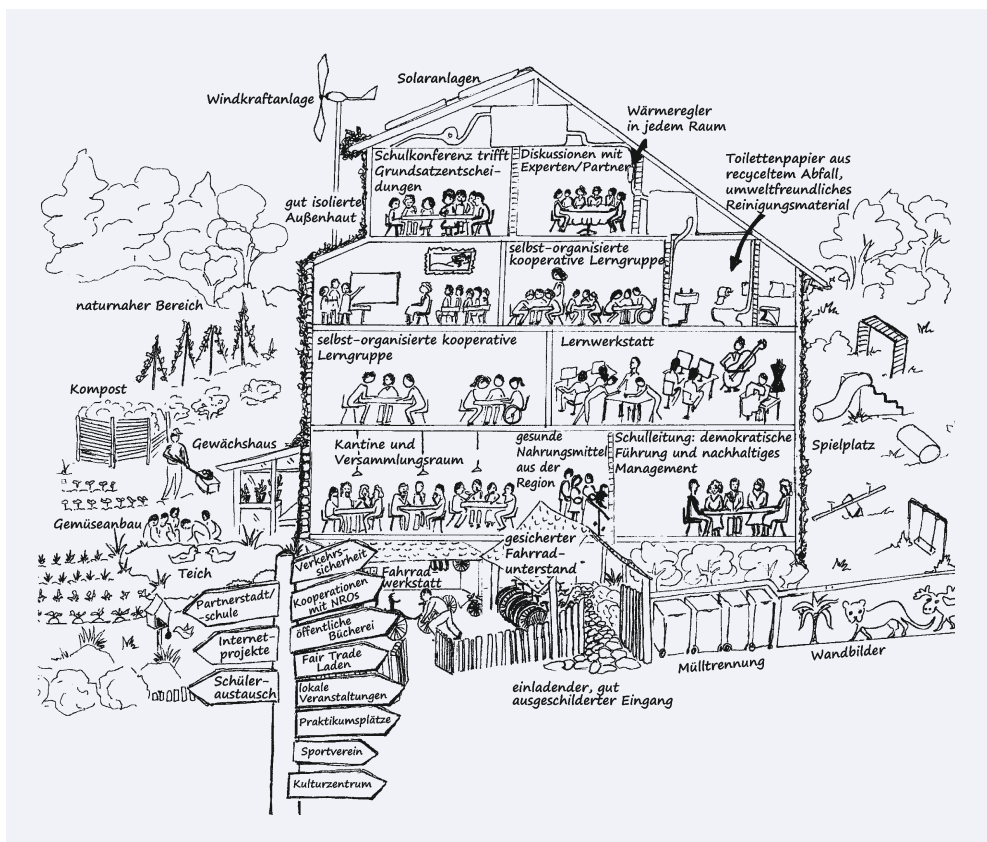 Solaranlagen
Windkraftanlage
Wärmeregler
in jedem Raum
Schulkonferenz trifft
Grundsatzentschei-
dungen
Diskussionen mit
Experten/Partner
Toilettenpapier aus
recyceltem Abfall,
umweltfreundliches
Reinigungsmaterial
gut isolierte
Außenhaut
selbst-organisierte
kooperative Lerngruppe
naturnaher Bereich
selbst-organisierte kooperative
Lerngruppe
Lernwerkstatt
Kompost
Gewächshaus
Kantine und
Versammlungsraum
gesunde
Nahrungsmittel
aus der
Region
Schulleitung: demokratische
Führung und nachhaltiges
Management
Spielplatz
Gemüseanbau
Teich
gesicherter
Fahrrad-
unterstand
Fahrrad
werkstatt
Verkehrs-
sicherheit
Kooperationen
mit NROs
Partnerstadt/
-schule
öffentliche
Bücherei
Internet-
projekte
Fair Trade
Laden
Schüler-
austausch
lokale
Veranstaltungen
Praktikumsplätze
Sportverein
Kulturzentrum
einladender, gut
ausgeschilderter Eingang
Mülltrennung
Wandbilder